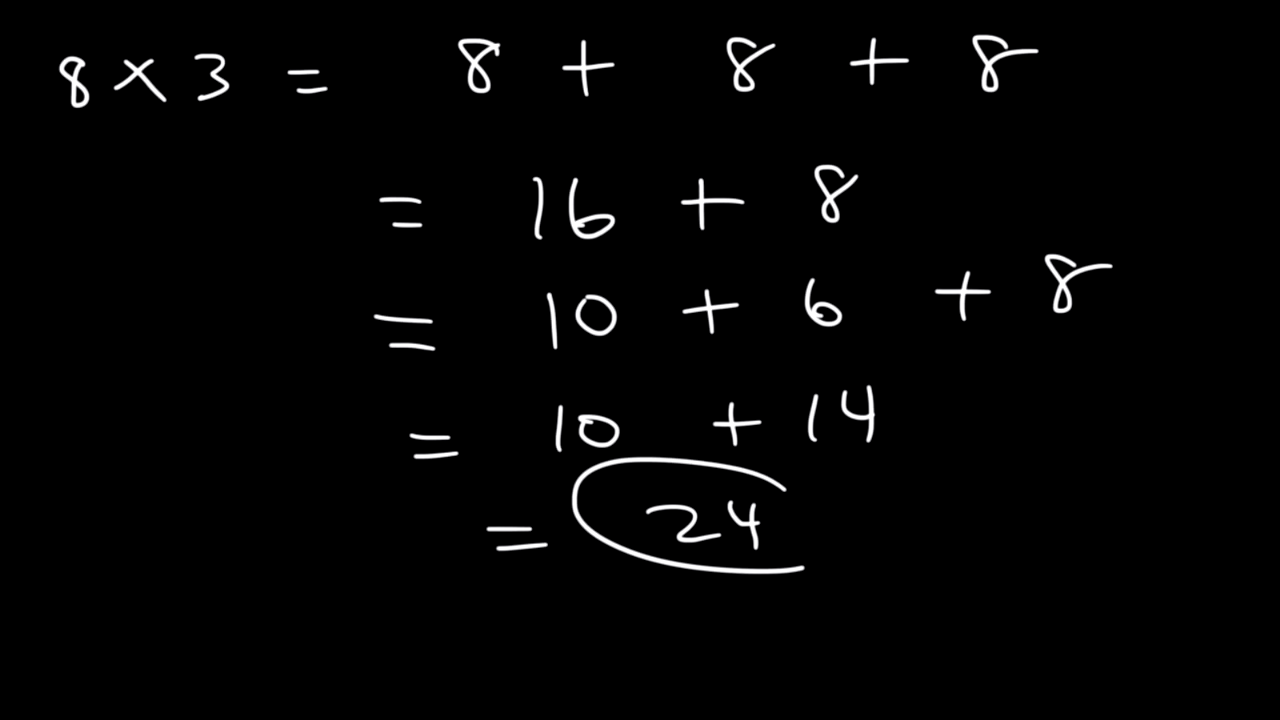 8 × 3 = 8 + 8 + 8
= 16 + 8
= 10 + 6 + 8
= 10 + 14
= 24